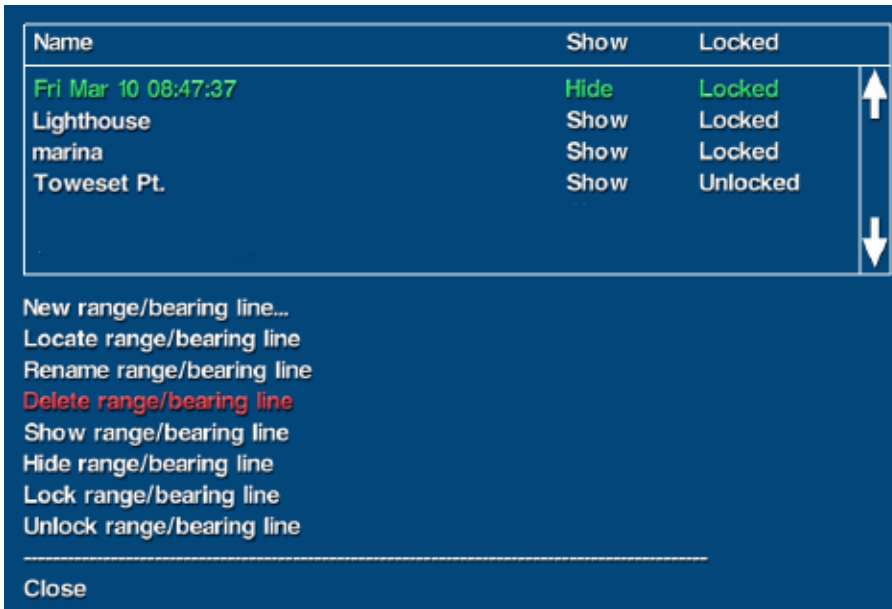 Name Show Locked
Fri Mar 10 08:47:37 Hide Locked
Lighthouse Show Locked
marina Show Locked
Toweset Pt. Show Unlocked
New range/bearing line...
Locate range/bearing line
Rename range/bearing line
Delete range/bearing line
Show range/bearing line
Hide range/bearing line
Lock range/bearing line
Unlock range/bearing line
Close